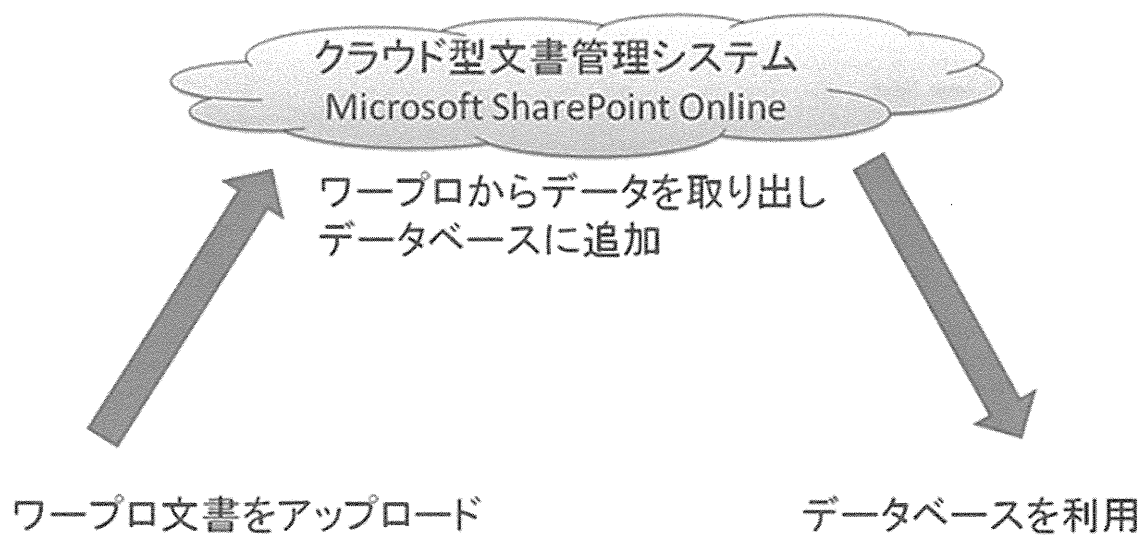 クラウド型文書管理システム
Microsoft SharePoint Online
ワープロからデータを取り出し
データベースに追加
ワープロ文書をアップロード
データベースを利用